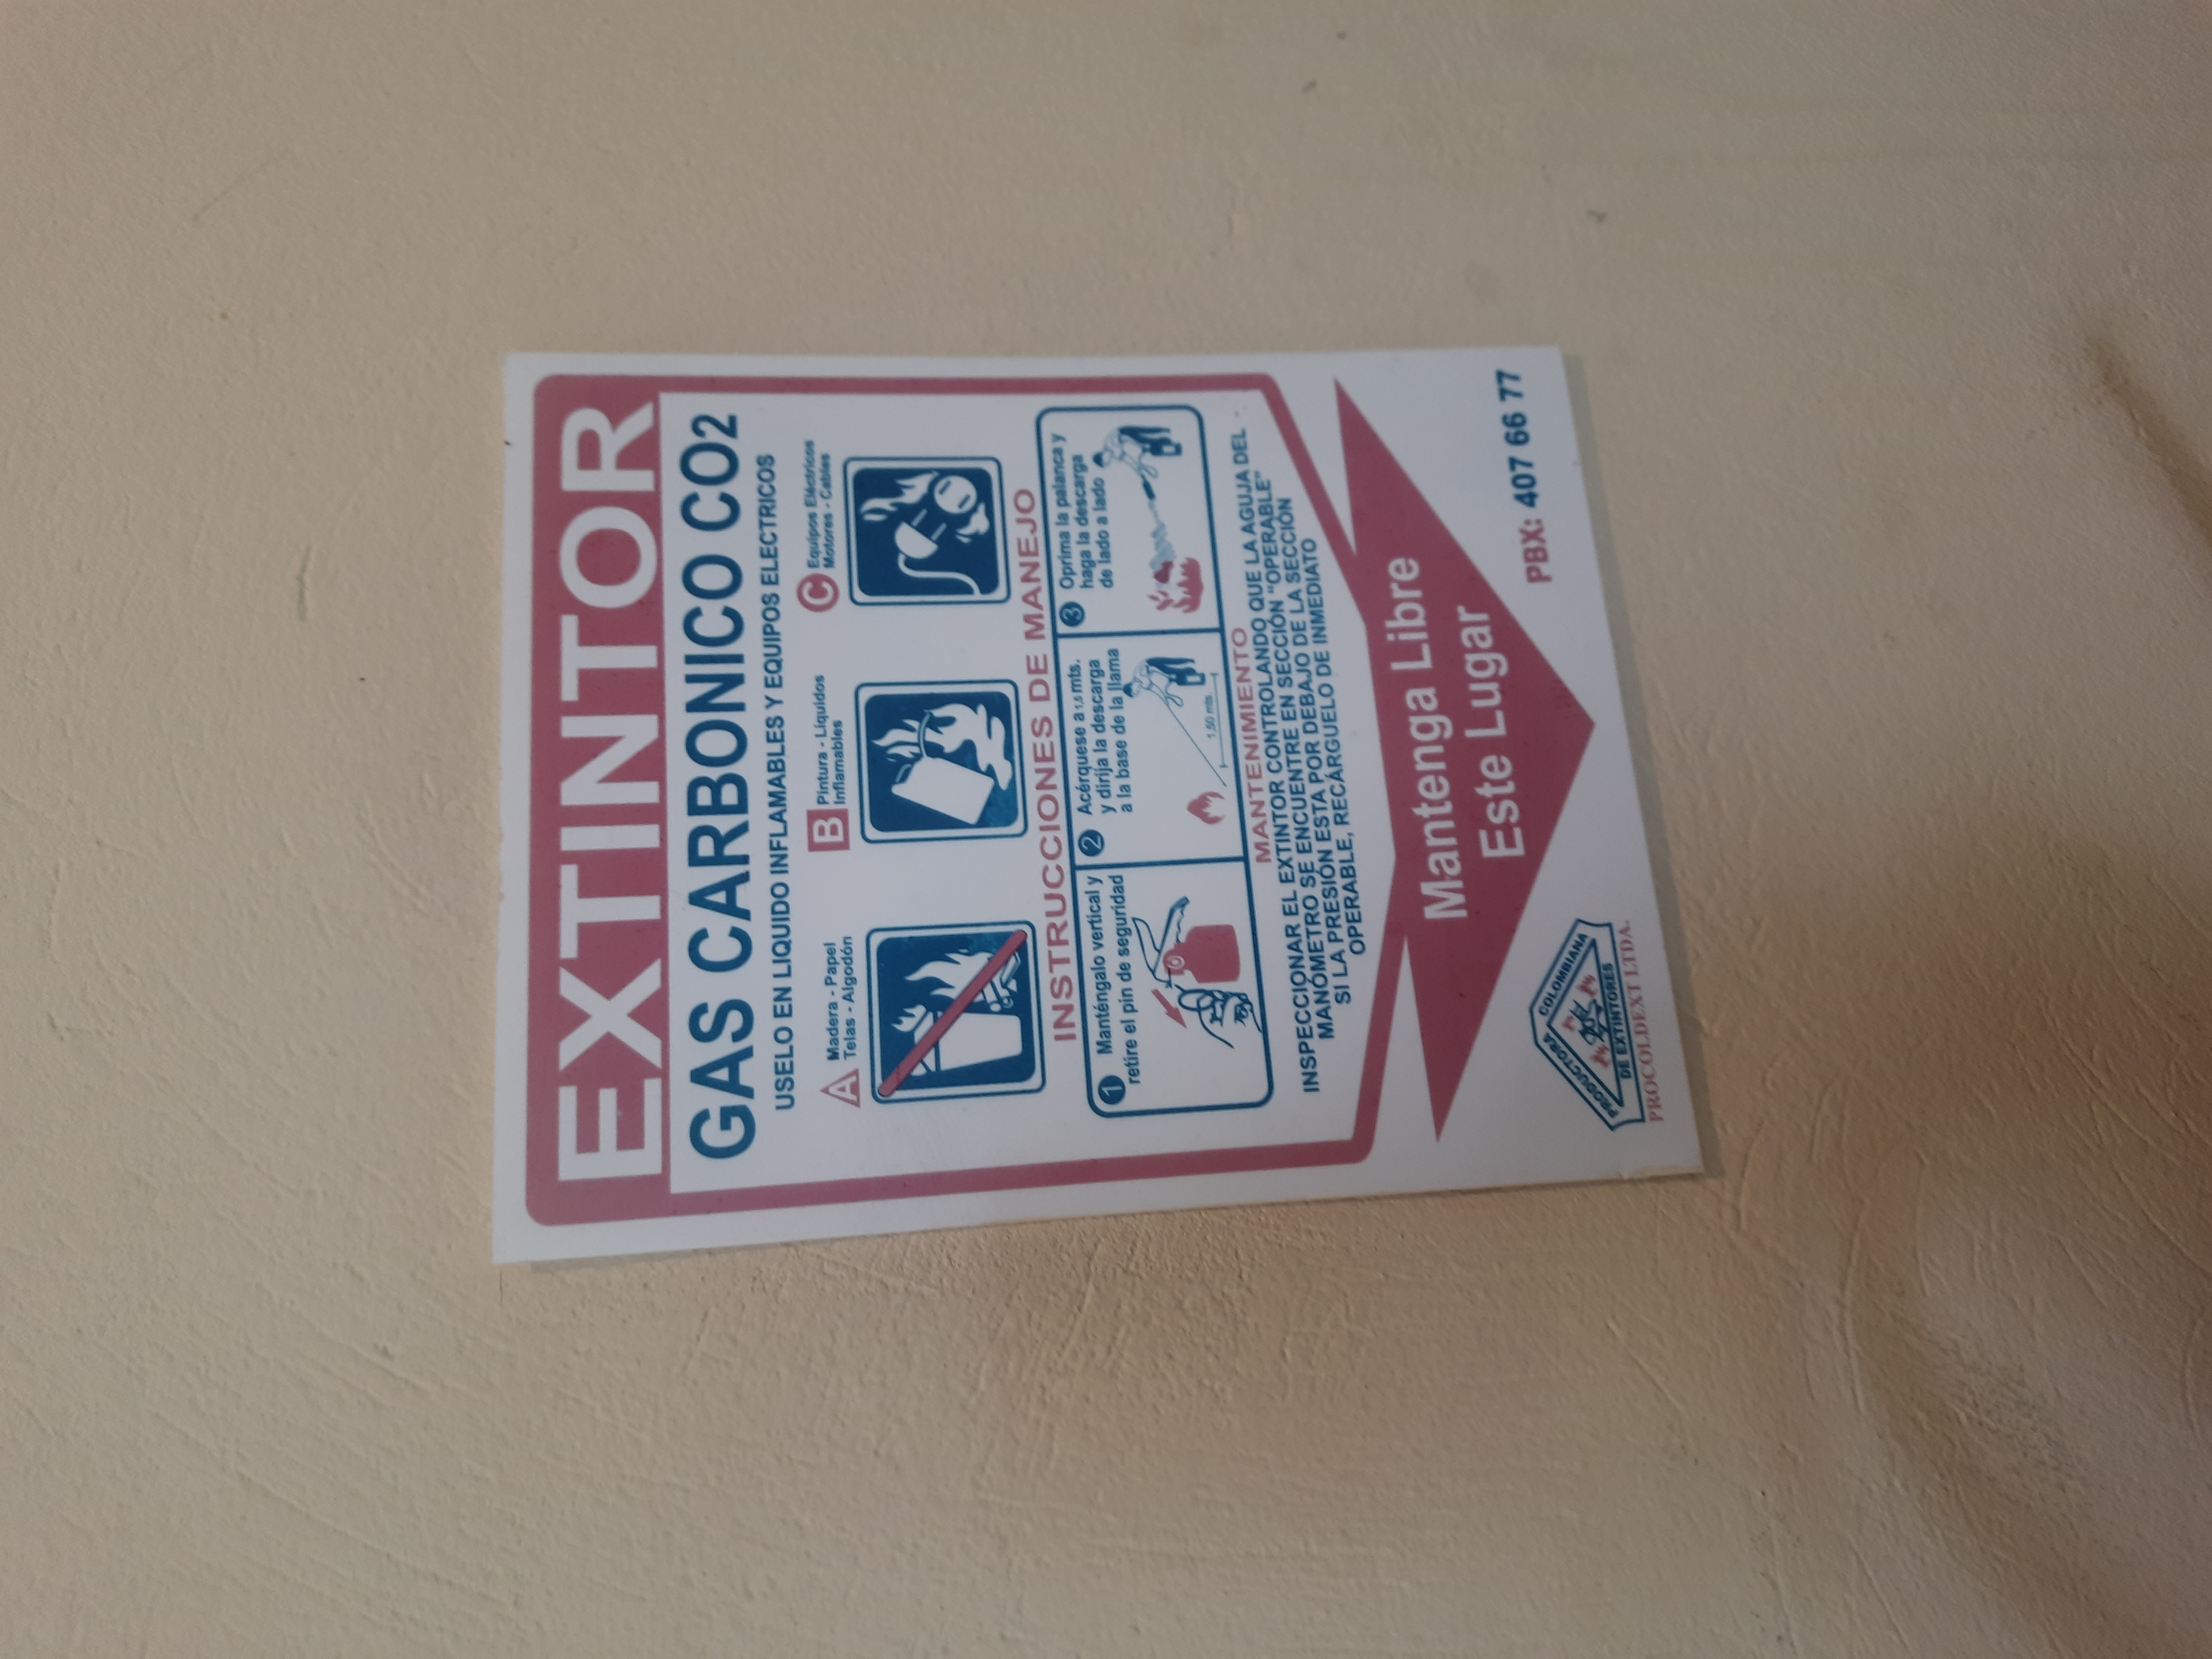 EXTINTOR
GAS CARBONICO CO2
USELO EN LIQUIDO INFLAMABLES Y EQUIPOS ELECTRICOS
A Madera - Papel
Telas - Algodón
B Pintura - Líquidos
Inflamables
C Equipos Eléctricos
Motores - Cables
INSTRUCCIONES DE MANEJO
1 Manténgalo vertical y
retire el pin de seguridad
2 Acérquese a 1,5 mts.
y dirija la descarga
a la base de la llama
1,50 mts.
3 Oprima la palanca y
haga la descarga
de lado a lado
MANTENIMIENTO
INSPECCIONAR EL EXTINTOR CONTROLANDO QUE LA AGUJA DEL
MANÓMETRO SE ENCUENTRE EN SECCIÓN "OPERABLE"
SI LA PRESIÓN ESTA POR DEBAJO DE LA SECCIÓN
OPERABLE, RECÁRGUELO DE INMEDIATO
Mantenga Libre
Este Lugar
PBX: 407 66 77
PRODUCTORA COLOMBIANA
DE EXTINTORES
PROCOLDEXT LTDA.